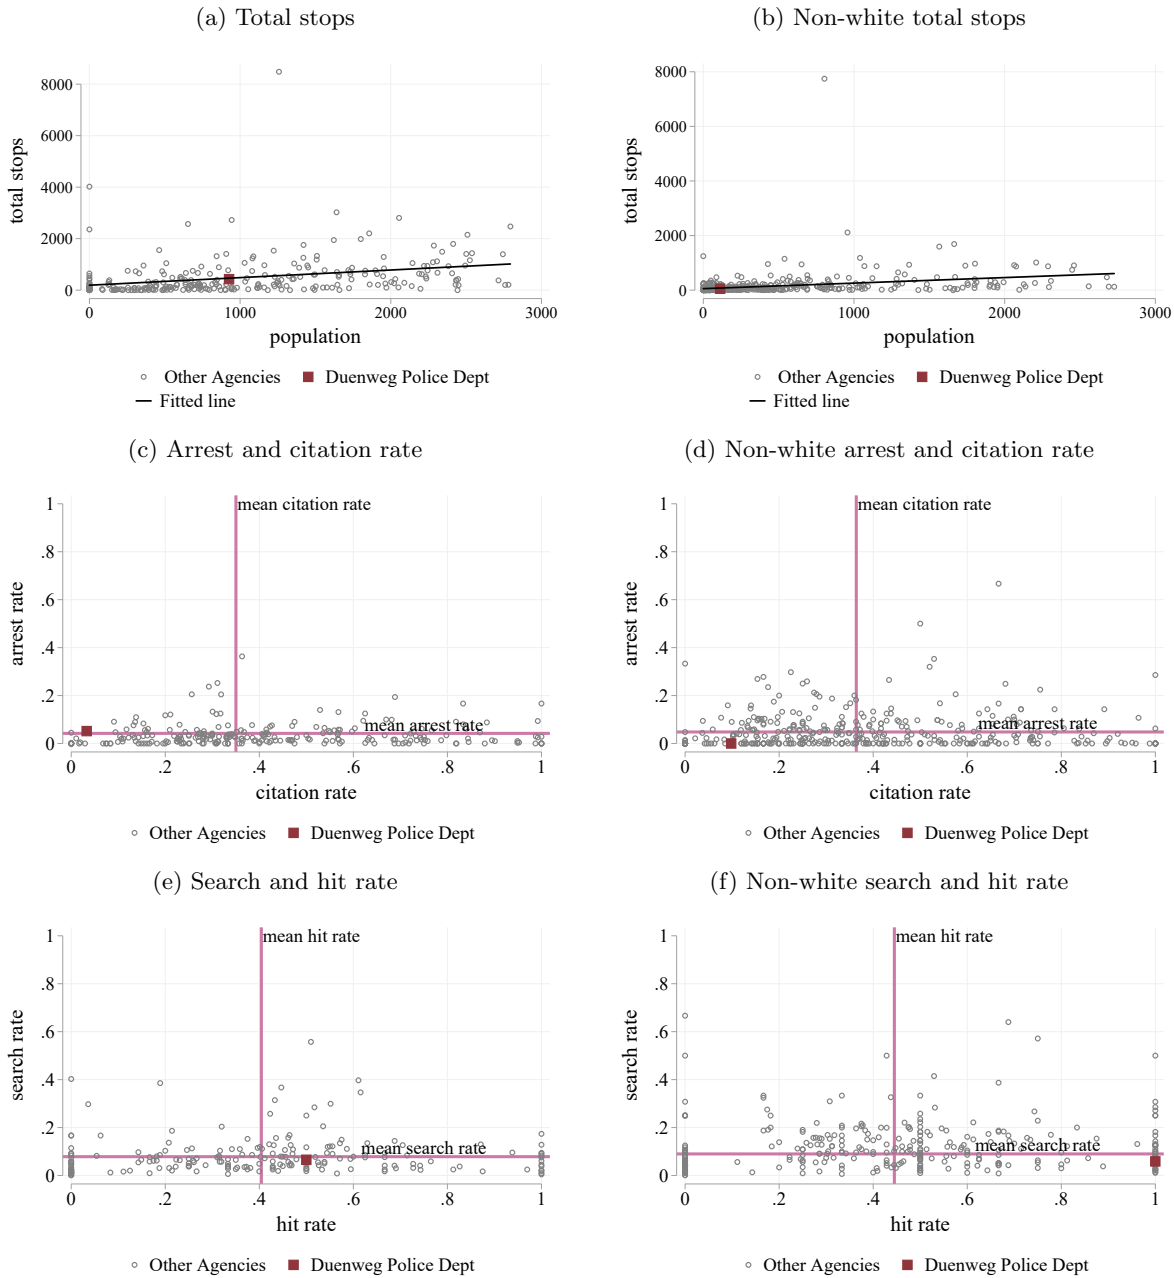 (a) Total stops
(b) Non-white total stops
total stops
8000
6000
4000
2000
0
0
1000
2000
3000
population
Other Agencies
Duenweg Police Dept
Fitted line
total stops
8000
6000
4000
2000
0
0
1000
2000
3000
population
Other Agencies
Duenweg Police Dept
Fitted line
(c) Arrest and citation rate
(d) Non-white arrest and citation rate
arrest rate
1
.8
.6
.4
.2
0
mean citation rate
mean arrest rate
0
.2
.4
.6
.8
1
citation rate
Other Agencies
Duenweg Police Dept
arrest rate
1
.8
.6
.4
.2
0
mean citation rate
mean arrest rate
0
.2
.4
.6
.8
1
citation rate
Other Agencies
Duenweg Police Dept
(e) Search and hit rate
(f) Non-white search and hit rate
search rate
1
.8
.6
.4
.2
0
mean hit rate
mean search rate
0
.2
.4
.6
.8
1
hit rate
Other Agencies
Duenweg Police Dept
search rate
1
.8
.6
.4
.2
0
mean hit rate
mean search rate
0
.2
.4
.6
.8
1
hit rate
Other Agencies
Duenweg Police Dept